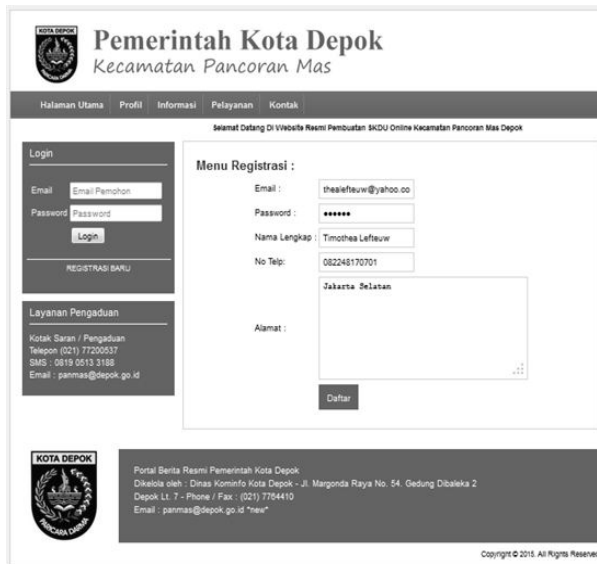 KOTA DEPOK
PARICARA DARMA
Pemerintah Kota Depok
Kecamatan Pancoran Mas
Halaman Utama Profil Informasi Pelayanan Kontak
Selamat Datang Di Website Resmi Pembuatan SKDU Online Kecamatan Pancoran Mas Depok
Login
Email Email Pemohon
Password Password
Login
REGISTRASI BARU
Layanan Pengaduan
Kotak Saran / Pengaduan
Telepon (021) 77200537
SMS : 0819 0513 3188
Email : panmas@depok.go.id
Menu Registrasi :
Email : thealefteuw@yahoo.co
Password : ••••••
Nama Lengkap : Timothea Lefteuw
No Telp: 082248170701
Alamat : Jakarta Selatan
Daftar
KOTA DEPOK
PARICARA DARMA
Portal Berita Resmi Pemerintah Kota Depok
Dikelola oleh : Dinas Kominfo Kota Depok - Jl. Margonda Raya No. 54. Gedung Dibaleka 2
Depok Lt. 7 - Phone / Fax : (021) 7764410
Email : panmas@depok.go.id "new"
Copyright © 2015. All Rights Reserved